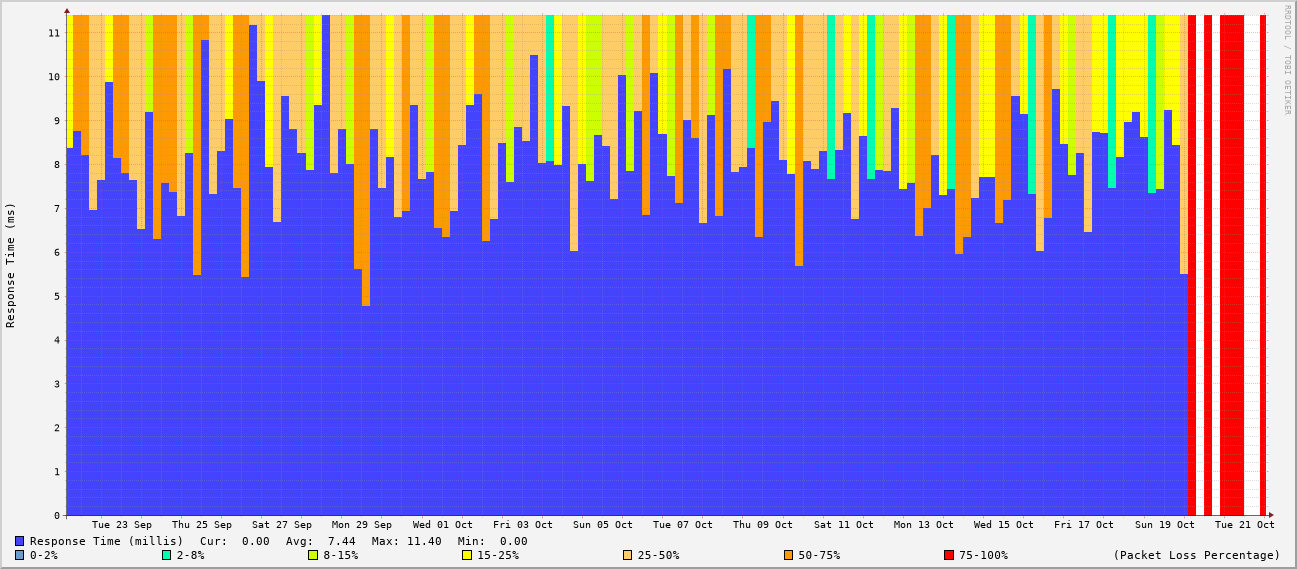 RRDTOOL / TOBI OETIKER
Response Time (ms)
11
10
9
8
7
6
5
4
3
2
1
0
Tue 23 Sep Thu 25 Sep Sat 27 Sep Mon 29 Sep Wed 01 Oct Fri 03 Oct Sun 05 Oct Tue 07 Oct Thu 09 Oct Sat 11 Oct Mon 13 Oct Wed 15 Oct Fri 17 Oct Sun 19 Oct Tue 21 Oct
Response Time (millis) Cur: 0.00 Avg: 7.44 Max: 11.40 Min: 0.00
0-2% 2-8% 8-15% 15-25% 25-50% 50-75% 75-100% (Packet Loss Percentage)